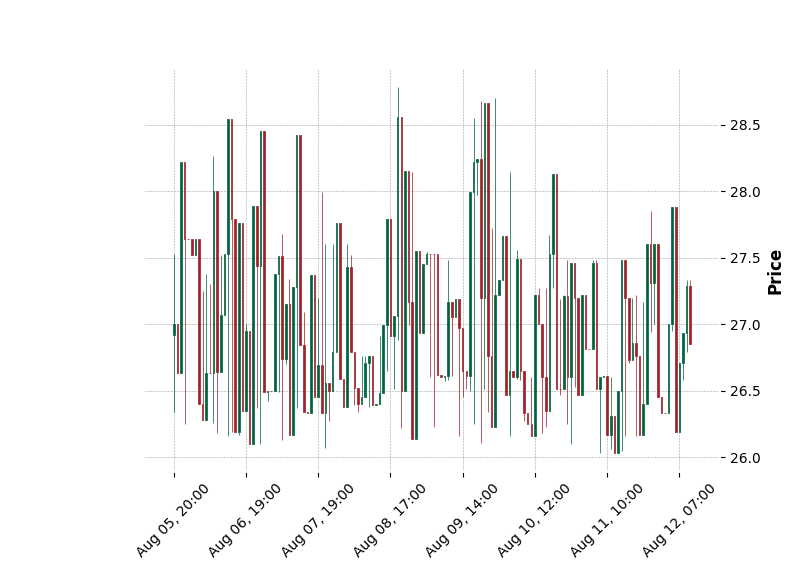 28.5
28.0
27.5
27.0
26.5
26.0
Price
Aug 05, 20:00
Aug 06, 19:00
Aug 07, 19:00
Aug 08, 17:00
Aug 09, 14:00
Aug 10, 12:00
Aug 11, 10:00
Aug 12, 07:00